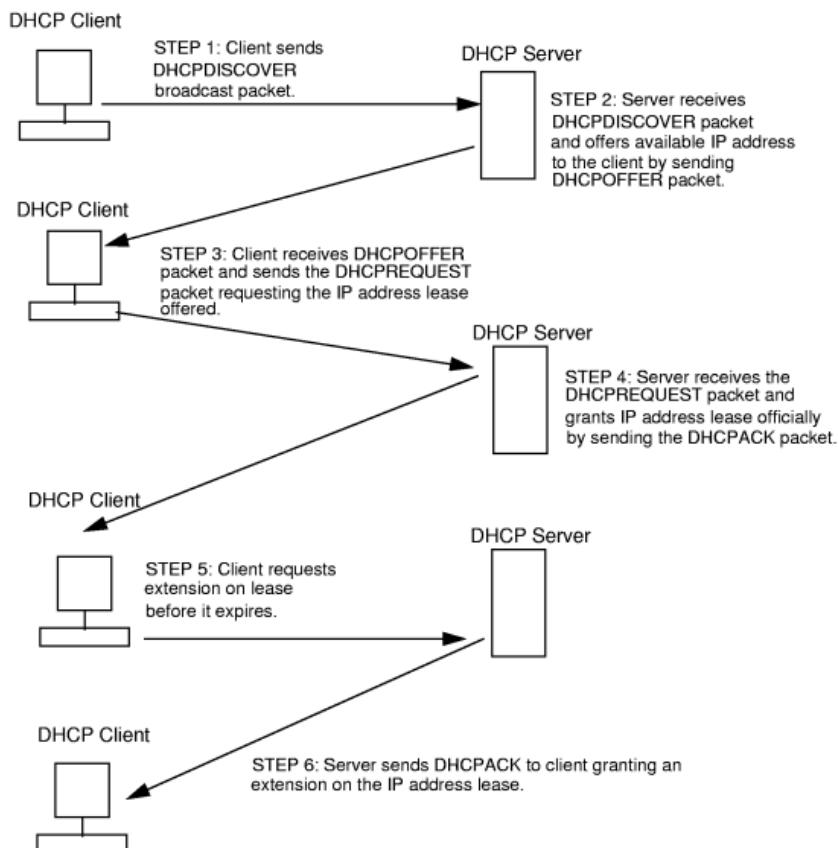 DHCP Client
STEP 1: Client sends
DHCPDISCOVER
broadcast packet.
DHCP Server
STEP 2: Server receives
DHCPDISCOVER packet
and offers available IP address
to the client by sending
DHCPOFFER packet.
DHCP Client
STEP 3: Client receives DHCPOFFER
packet and sends the DHCPREQUEST
packet requesting the IP address lease
offered.
DHCP Server
STEP 4: Server receives the
DHCPREQUEST packet and
grants IP address lease officially
by sending the DHCPACK packet.
DHCP Client
DHCP Server
STEP 5: Client requests
extension on lease
before it expires.
DHCP Client
STEP 6: Server sends DHCPACK to client granting an
extension on the IP address lease.